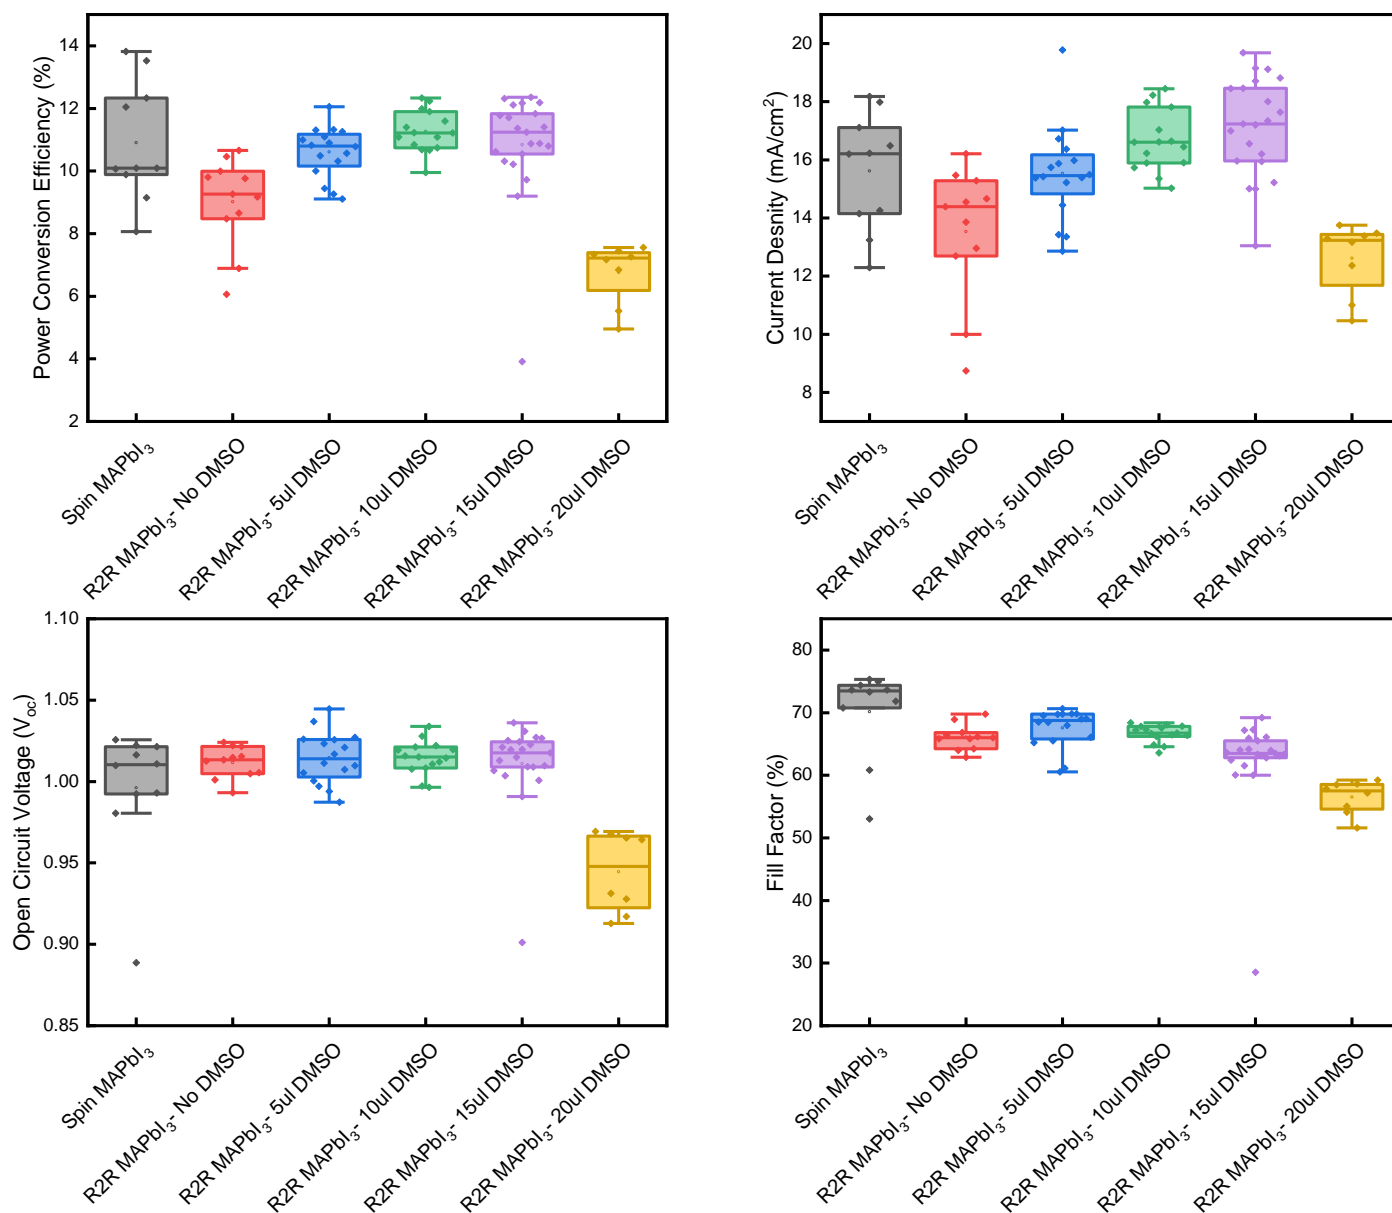 Power Conversion Efficiency (%)
14
12
10
8
6
4
2
Spin MAPbI₃
R2R MAPbI₃- No DMSO
R2R MAPbI₃- 5ul DMSO
R2R MAPbI₃- 10ul DMSO
R2R MAPbI₃- 15ul DMSO
R2R MAPbI₃- 20ul DMSO
Current Desnity (mA/cm²)
20
18
16
14
12
10
8
Spin MAPbI₃
R2R MAPbI₃- No DMSO
R2R MAPbI₃- 5ul DMSO
R2R MAPbI₃- 10ul DMSO
R2R MAPbI₃- 15ul DMSO
R2R MAPbI₃- 20ul DMSO
Open Circuit Voltage (Vₒc)
1.10
1.05
1.00
0.95
0.90
0.85
Spin MAPbI₃
R2R MAPbI₃- No DMSO
R2R MAPbI₃- 5ul DMSO
R2R MAPbI₃- 10ul DMSO
R2R MAPbI₃- 15ul DMSO
R2R MAPbI₃- 20ul DMSO
Fill Factor (%)
80
70
60
50
40
30
20
Spin MAPbI₃
R2R MAPbI₃- No DMSO
R2R MAPbI₃- 5ul DMSO
R2R MAPbI₃- 10ul DMSO
R2R MAPbI₃- 15ul DMSO
R2R MAPbI₃- 20ul DMSO